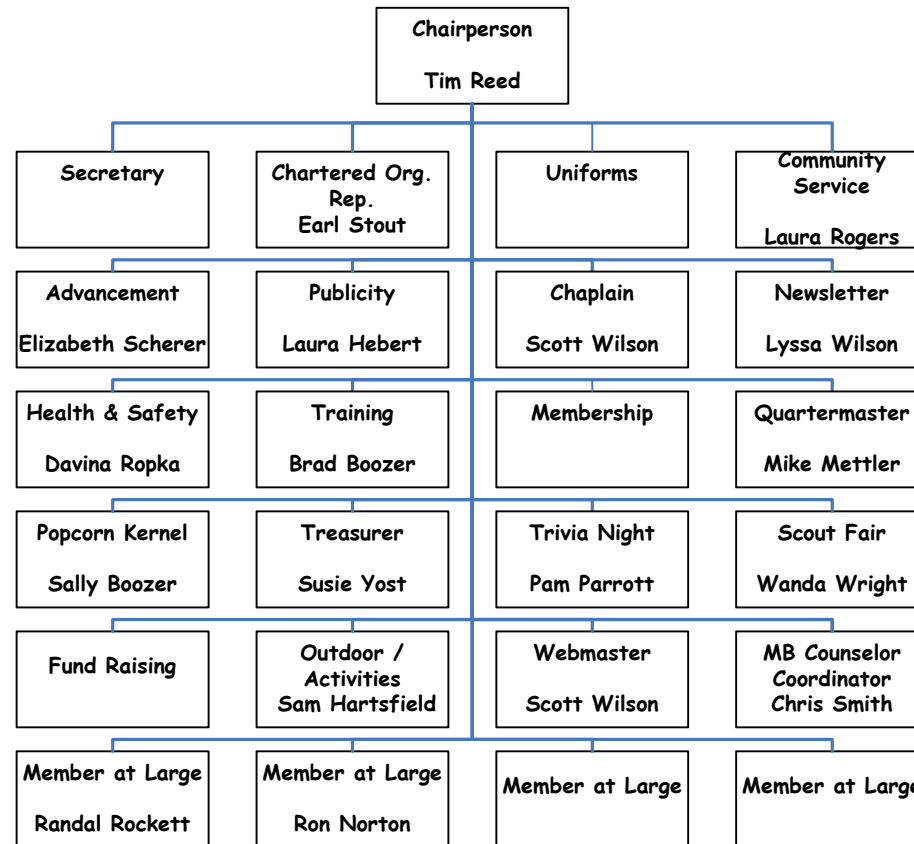 Chairperson
Tim Reed
Secretary
Chartered Org.
Rep.
Earl Stout
Uniforms
Community
Service
Laura Rogers
Advancement
Elizabeth Scherer
Publicity
Laura Hebert
Chaplain
Scott Wilson
Newsletter
Lyssa Wilson
Health & Safety
Davina Ropka
Training
Brad Boozer
Membership
Quartermaster
Mike Mettler
Popcorn Kernel
Sally Boozer
Treasurer
Susie Yost
Trivia Night
Pam Parrott
Scout Fair
Wanda Wright
Fund Raising
Outdoor /
Activities
Sam Hartsfield
Webmaster
Scott Wilson
MB Counselor
Coordinator
Chris Smith
Member at Large
Randal Rockett
Member at Large
Ron Norton
Member at Large
Member at Large